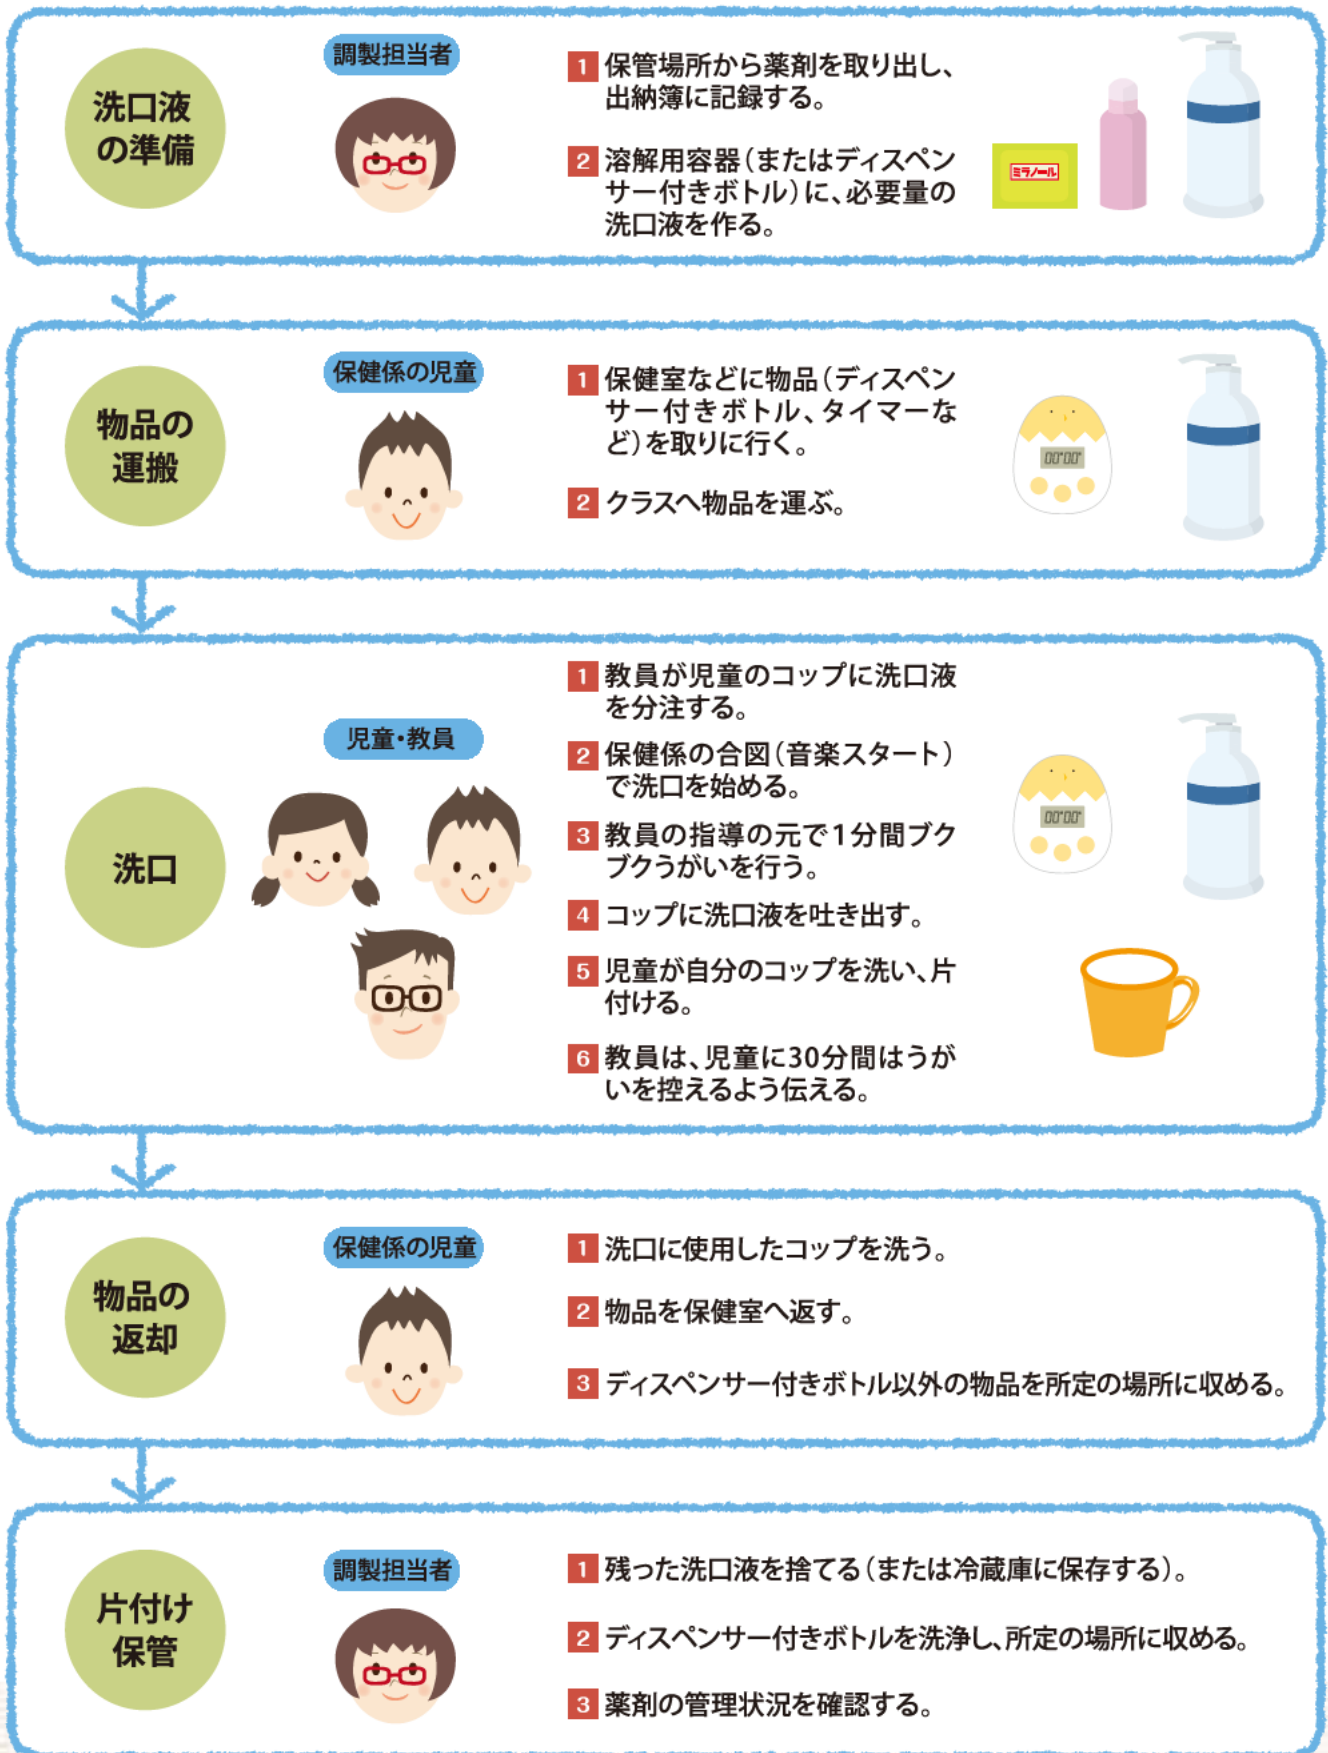 洗口液
の準備
調製担当者
1 保管場所から薬剤を取り出し、
出納簿に記録する。
2 溶解用容器（またはディスペン
サー付きボトル）に、必要量の
洗口液を作る。
ミラノール
物品の
運搬
保健係の児童
1 保健室などに物品（ディスペン
サー付きボトル、タイマーな
ど）を取りに行く。
2 クラスへ物品を運ぶ。
00"00"
洗口
児童・教員
1 教員が児童のコップに洗口液
を分注する。
2 保健係の合図（音楽スタート）
で洗口を始める。
3 教員の指導の元で1分間ブク
ブクうがいを行う。
4 コップに洗口液を吐き出す。
5 児童が自分のコップを洗い、片
付ける。
6 教員は、児童に30分間はうが
いを控えるよう伝える。
00"00"
物品の
返却
保健係の児童
1 洗口に使用したコップを洗う。
2 物品を保健室へ返す。
3 ディスペンサー付きボトル以外の物品を所定の場所に収める。
片付け
保管
調製担当者
1 残った洗口液を捨てる（または冷蔵庫に保存する）。
2 ディスペンサー付きボトルを洗浄し、所定の場所に収める。
3 薬剤の管理状況を確認する。